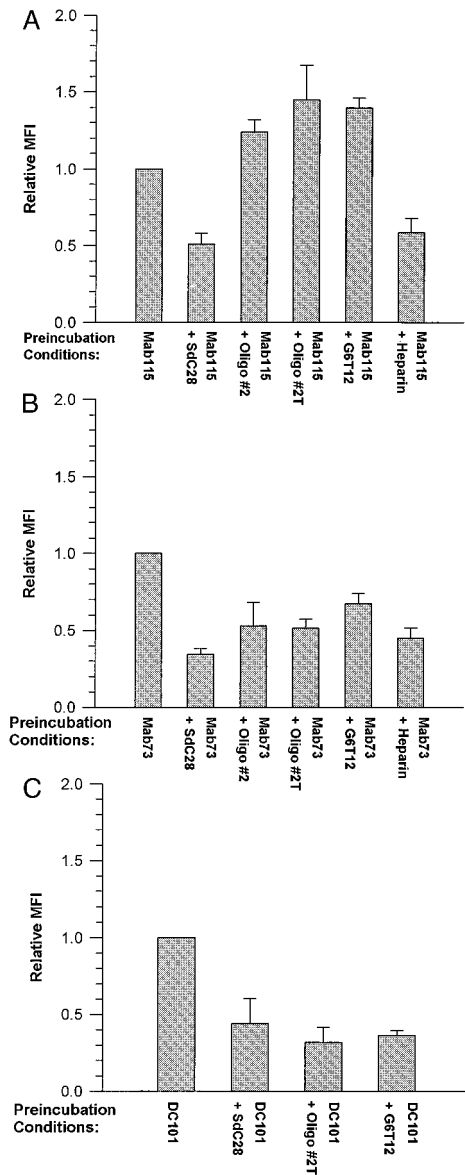 A
2.0
1.5
1.0
0.5
0.0
Relative MFI
Preincubation
Conditions:
Mab115
Mab115
+ SdC28
Mab115
+ Oligo #2
Mab115
+ Oligo #2T
Mab115
+ G6T12
Mab115
+ Heparin
B
2.0
1.5
1.0
0.5
0.0
Relative MFI
Preincubation
Conditions:
Mab73
Mab73
+ SdC28
Mab73
+ Oligo #2
Mab73
+ Oligo #2T
Mab73
+ G6T12
Mab73
+ Heparin
C
2.0
1.5
1.0
0.5
0.0
Relative MFI
Preincubation
Conditions:
DC101
DC101
+ SdC28
DC101
+ Oligo #2T
DC101
+ G6T12